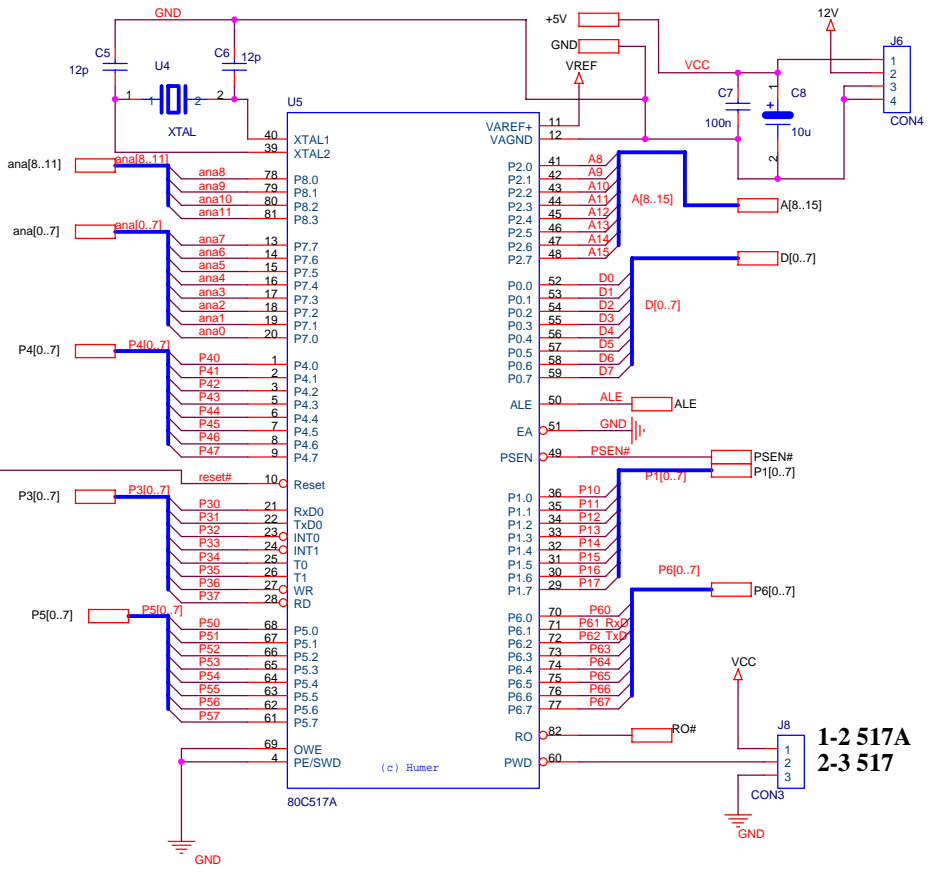 GND
+5V
12V
C5
C6
12p
GND
J6
12p
U4
VREF
VCC
1
2
3
4
1
2
1
2
1
C7
C8
+
XTAL
100n
10u
CON4
2
U5
40 XTAL1
39 XTAL2
VAREF+ 11
VAGND 12
ana[8..11]
ana[8..11]
ana8 78 P8.0
ana9 79 P8.1
ana10 80 P8.2
ana11 81 P8.3
P2.0 41 A8
P2.1 42 A9
P2.2 43 A10
P2.3 44 A11
P2.4 45 A12
P2.5 46 A13
P2.6 47 A14
P2.7 48 A15
A[8..15]
A[8..15]
ana[0..7]
ana[0..7]
ana7 13 P7.7
ana6 14 P7.6
ana5 15 P7.5
ana4 16 P7.4
ana3 17 P7.3
ana2 18 P7.2
ana1 19 P7.1
ana0 20 P7.0
P0.0 52 D0
P0.1 53 D1
P0.2 54 D2
P0.3 55 D3
P0.4 56 D4
P0.5 57 D5
P0.6 58 D6
P0.7 59 D7
D[0..7]
D[0..7]
P4[0..7]
P4[0..7]
P40 1 P4.0
P41 2 P4.1
P42 3 P4.2
P43 5 P4.3
P44 6 P4.4
P45 7 P4.5
P46 8 P4.6
P47 9 P4.7
ALE 50 ALE
ALE
EA 51 GND
PSEN 49 PSEN#
PSEN#
reset# 10 Reset
P3[0..7]
P3[0..7]
P30 21 RxD0
P31 22 TxD0
P32 23 INT0
P33 24 INT1
P34 25 T0
P35 26 T1
P36 27 WR
P37 28 RD
P1.0 36 P10
P1.1 35 P11
P1.2 34 P12
P1.3 33 P13
P1.4 32 P14
P1.5 31 P15
P1.6 30 P16
P1.7 29 P17
P1[0..7]
P1[0..7]
P5[0..7]
P5[0..7]
P50 68 P5.0
P51 67 P5.1
P52 66 P5.2
P53 65 P5.3
P54 64 P5.4
P55 63 P5.5
P56 62 P5.6
P57 61 P5.7
P6[0..7]
P6[0..7]
P6.0 70 P60
P6.1 71 P61 RxD
P6.2 72 P62 TxD
P6.3 73 P63
P6.4 74 P64
P6.5 75 P65
P6.6 76 P66
P6.7 77 P67
69 OWE
4 PE/SWD
RO 82 RO#
PWD 60
(c) Humer
80C517A
VCC
J8
1
2
3
1-2 517A
2-3 517
CON3
GND
GND